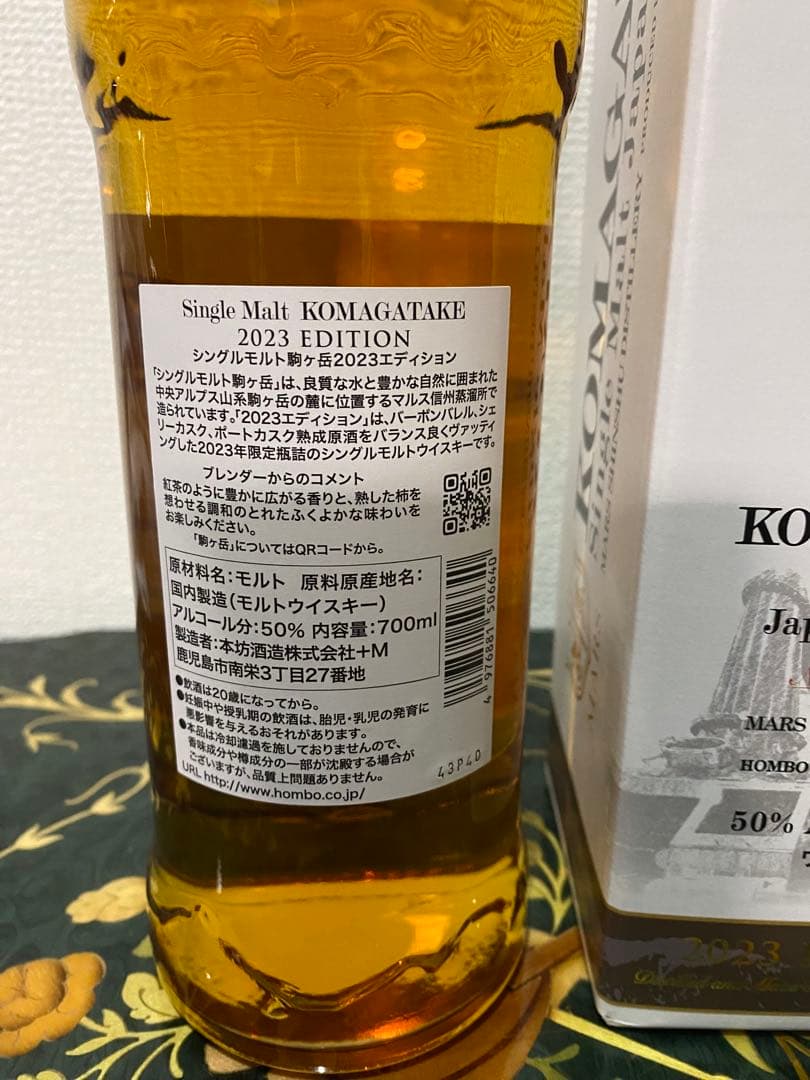 Single Malt KOMAGATAKE
2023 EDITION
シングルモルト駒ヶ岳2023エディション
「シングルモルト駒ヶ岳」は、良質な水と豊かな自然に囲まれた
中央アルプス山系駒ヶ岳の麓に位置するマルス信州蒸溜所で
造られています。「2023エディション」は、バーボンバレル、シェ
リーカスク、ポートカスク熟成原酒をバランス良くヴァッティ
ングした2023年限定瓶詰のシングルモルトウイスキーです。
ブレンダーからのコメント
紅茶のように豊かに広がる香りと、熟した柿を
想わせる調和のとれたふくよかな味わいを
お楽しみください。
「駒ヶ岳」についてはQRコードから。
原材料名:モルト 原料原産地名:
国内製造(モルトウイスキー)
アルコール分:50% 内容量:700ml
製造者:本坊酒造株式会社+M
鹿児島市南栄3丁目27番地
4 976881 506640
●飲酒は20歳になってから。
●妊娠中や授乳期の飲酒は、胎児・乳児の発育に
悪影響を与えるおそれがあります。
●本品は冷却濾過を施しておりませんので、
香味成分や樽成分の一部が沈殿する場合が
ございますが、品質上問題ありません。
URL http://www.hombo.co.jp/
43P40
KOMAGA
Single Malt Japa
MARS SHINSHU DISTILLERY PRODUCED
MARS
KO
Jap
MARS
HOMBO
50%
2023